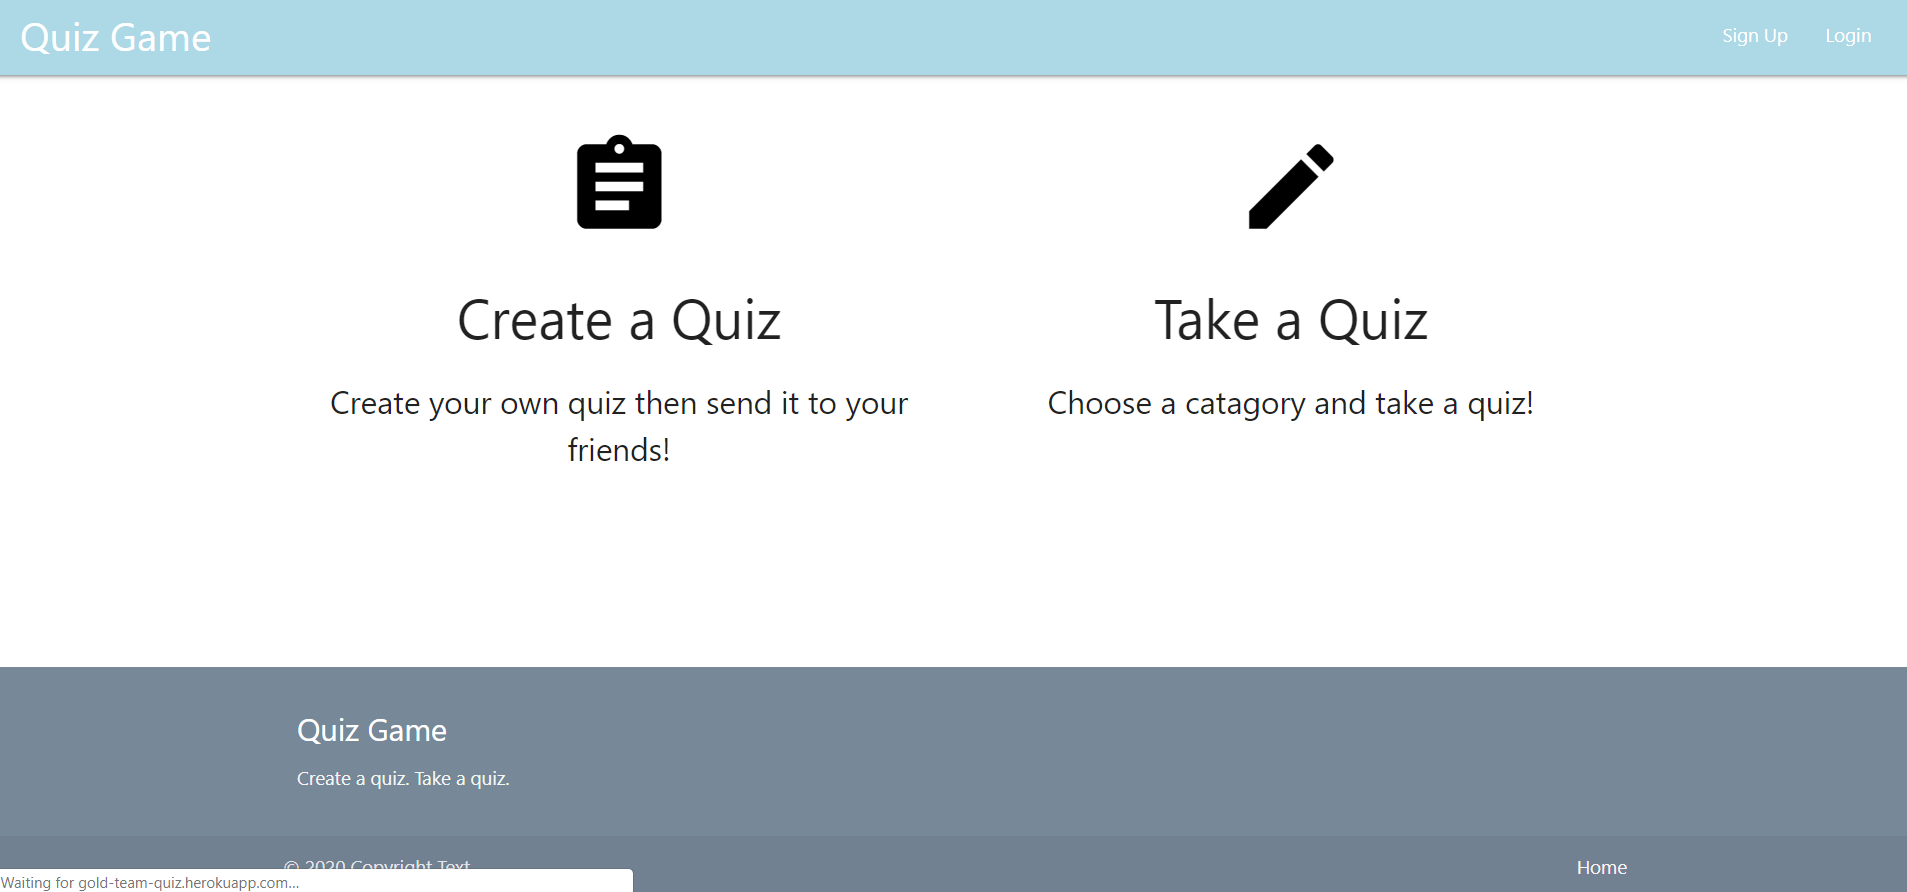 Quiz Game
Sign Up
Login
Create a Quiz
Create your own quiz then send it to your
friends!
Take a Quiz
Choose a catagory and take a quiz!
Quiz Game
Create a quiz. Take a quiz.
© 2020 Copyright Text
Home
Waiting for gold-team-quiz.herokuapp.com...